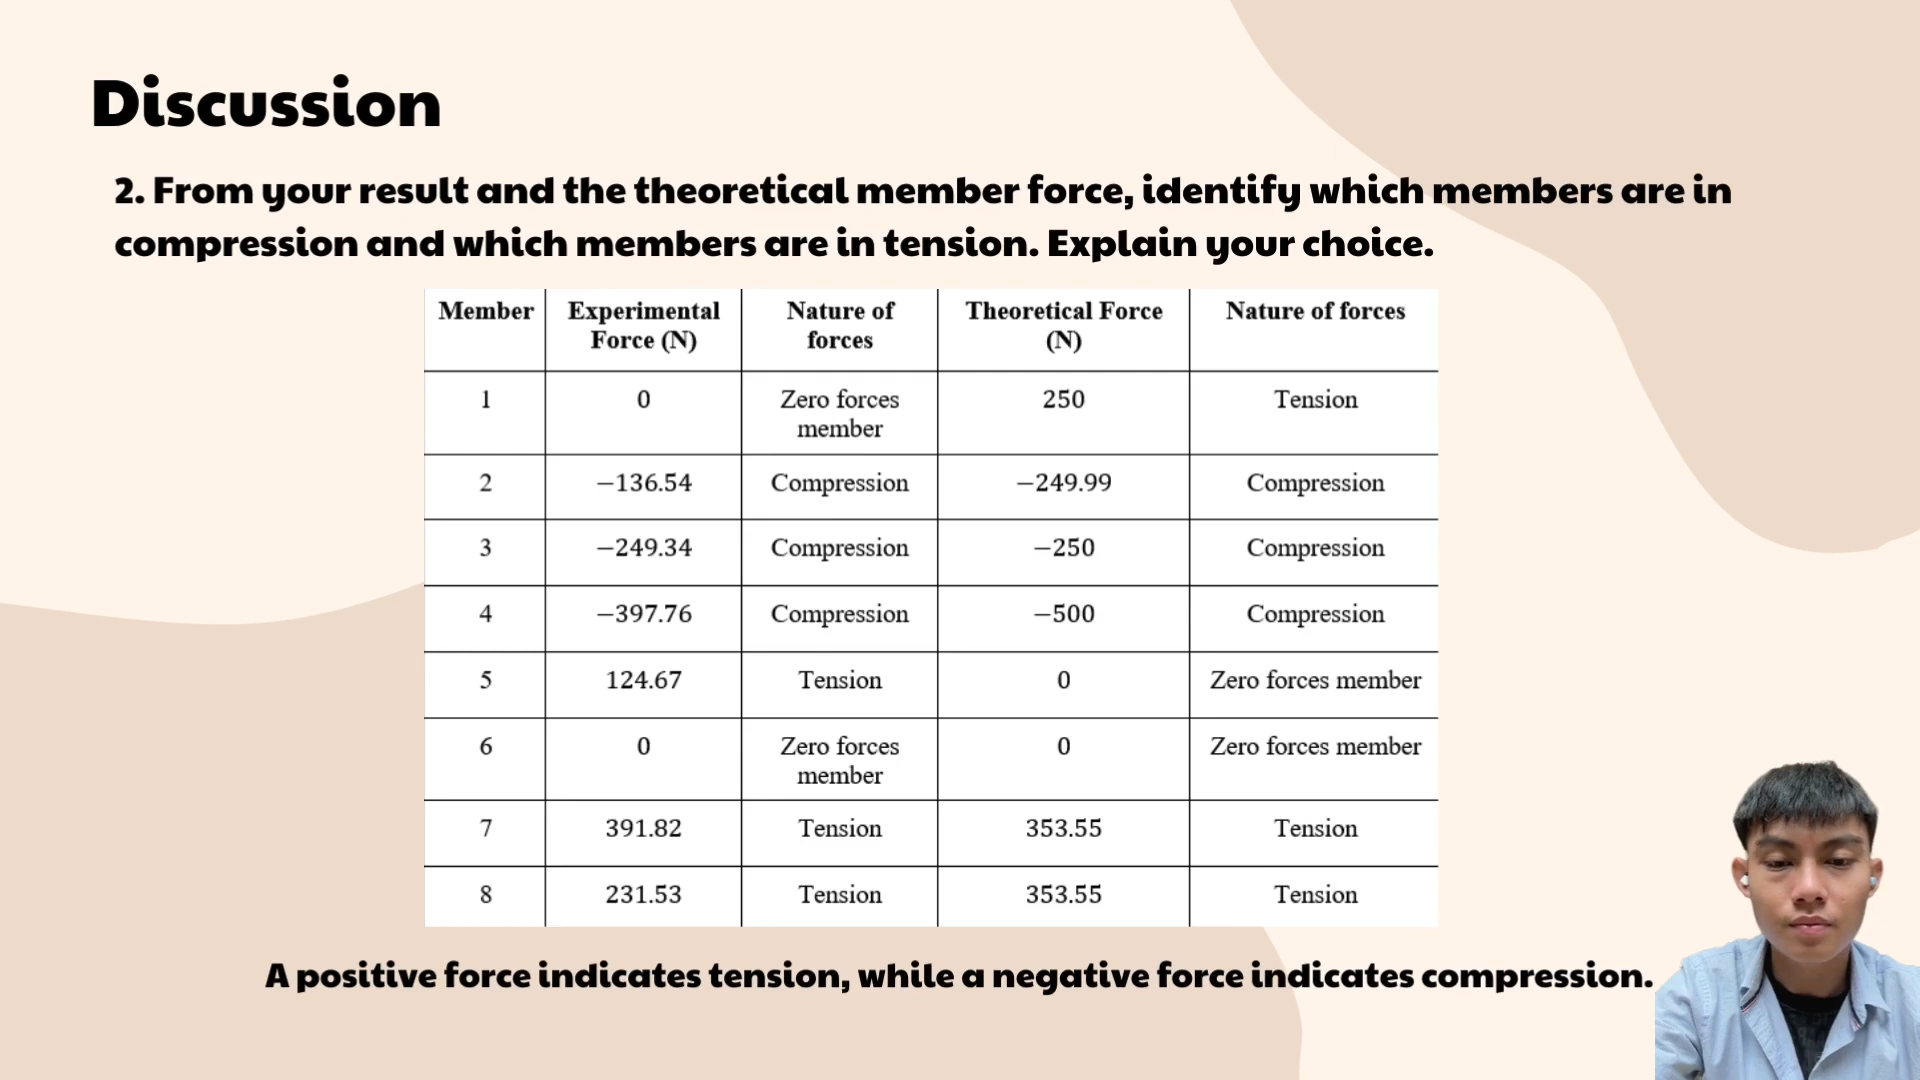 Discussion
2. From your result and the theoretical member force, identify which members are in
compression and which members are in tension. Explain your choice.
Member Experimental Force (N) Nature of forces Theoretical Force (N) Nature of forces
1 0 Zero forces member 250 Tension
2 −136.54 Compression −249.99 Compression
3 −249.34 Compression −250 Compression
4 −397.76 Compression −500 Compression
5 124.67 Tension 0 Zero forces member
6 0 Zero forces member 0 Zero forces member
7 391.82 Tension 353.55 Tension
8 231.53 Tension 353.55 Tension
A positive force indicates tension, while a negative force indicates compression.